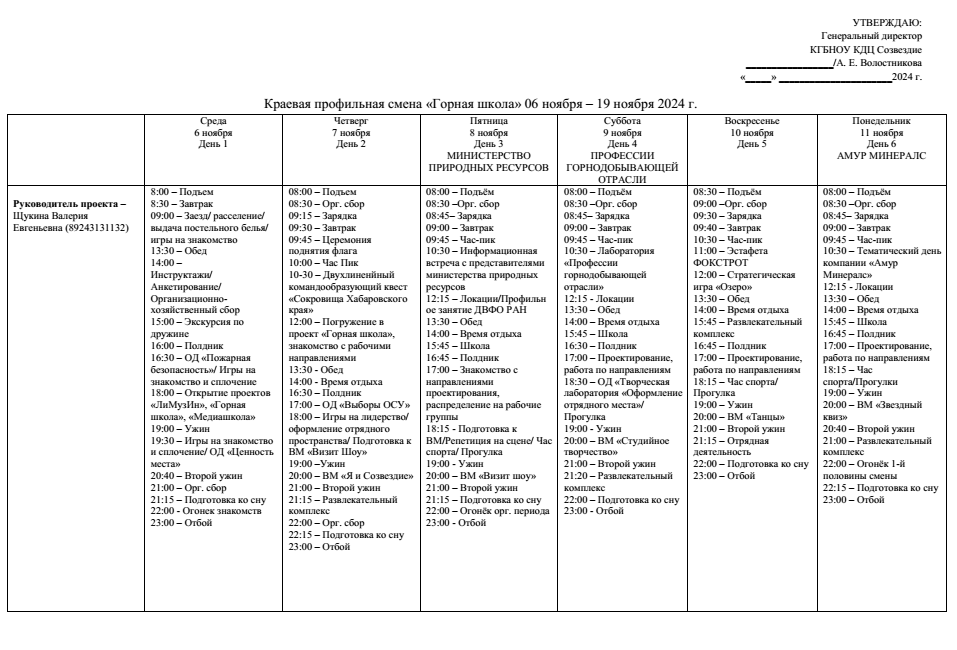 УТВЕРЖДАЮ:
Генеральный директор
КГБНОУ КДЦ Созвездие
________________/А. Е. Волостникова
«_____» _____________________2024 г.
Краевая профильная смена «Горная школа» 06 ноября – 19 ноября 2024 г.
Среда
6 ноября
День 1
Четверг
7 ноября
День 2
Пятница
8 ноября
День 3
МИНИСТЕРСТВО
ПРИРОДНЫХ РЕСУРСОВ
Суббота
9 ноября
День 4
ПРОФЕССИИ
ГОРНОДОБЫВАЮЩЕЙ
ОТРАСЛИ
Воскресенье
10 ноября
День 5
Понедельник
11 ноября
День 6
АМУР МИНЕРАЛС
Руководитель проекта –
Щукина Валерия
Евгеньевна (89243131132)
8:00 – Подъем
8:30 – Завтрак
09:00 – Заезд/ расселение/
выдача постельного белья/
игры на знакомство
13:30 – Обед
14:00 –
Инструктажи/
Анкетирование/
Организационно-
хозяйственный сбор
15:00 – Экскурсия по
дружине
16:00 – Полдник
16:30 – ОД «Пожарная
безопасность»/ Игры на
знакомство и сплочение
18:00 – Открытие проектов
«ЛиМузИн», «Горная
школа», «Медиашкола»
19:00 – Ужин
19:30 – Игры на знакомство
и сплочение/ ОД «Ценность
места»
20:40 – Второй ужин
21:00 – Орг. сбор
21:15 – Подготовка ко сну
22:00 - Огонек знакомств
23:00 – Отбой
08:00 – Подъем
08:30 – Орг. сбор
09:15 – Зарядка
09:30 – Завтрак
09:45 – Церемония
поднятия флага
10:00 – Час Пик
10-30 – Двухлинейный
командообразующий квест
«Сокровища Хабаровского
края»
12:00 – Погружение в
проект «Горная школа»,
знакомство с рабочими
направлениями
13:30 - Обед
14:00 - Время отдыха
16:30 – Полдник
17:00 – ОД «Выборы ОСУ»
18:00 – Игры на лидерство/
оформление отрядного
пространства/ Подготовка к
ВМ «Визит Шоу»
19:00 –Ужин
20:00 – ВМ «Я и Созвездие»
21:00 – Второй ужин
21:15 – Развлекательный
комплекс
22:00 – Орг. сбор
22:15 – Подготовка ко сну
23:00 – Отбой
08:00 – Подъём
08:30 –Орг. сбор
08:45– Зарядка
09:00 – Завтрак
09:45 – Час-пик
10:30 – Информационная
встреча с представителями
министерства природных
ресурсов
12:15 – Локации/Профильн
ое занятие ДВФО РАН
13:30 – Обед
14:00 – Время отдыха
15:45 – Школа
16:45 – Полдник
17:00 – Знакомство с
направлениями
проектирования,
распределение на рабочие
группы
18:15 - Подготовка к
ВМ/Репетиция на сцене/ Час
спорта/ Прогулка
19:00 - Ужин
20:00 – ВМ «Визит шоу»
21:00 – Второй ужин
21:15 – Подготовка ко сну
22:00 – Огонёк орг. периода
23:00 - Отбой
08:00 – Подъём
08:30 –Орг. сбор
08:45– Зарядка
09:00 – Завтрак
09:45 – Час-пик
10:30 – Лаборатория
«Профессии
горнодобывающей
отрасли»
12:15 - Локации
13:30 – Обед
14:00 – Время отдыха
15:45 – Школа
16:30 – Полдник
17:00 – Проектирование,
работа по направлениям
18:30 – ОД «Творческая
лаборатория «Оформление
отрядного места»/
Прогулка
19:00 - Ужин
20:00 – ВМ «Студийное
творчество»
21:00 – Второй ужин
21:20 – Развлекательный
комплекс
22:00 – Подготовка ко сну
23:00 - Отбой
08:30 – Подъём
09:00 –Орг. сбор
09:30 – Зарядка
09:40 – Завтрак
10:30 – Час-пик
11:00 – Эстафета
ФОКСТРОТ
12:00 – Стратегическая
игра «Озеро»
13:30 – Обед
14:00 – Время отдыха
15:45 – Развлекательный
комплекс
16:45 – Полдник
17:00 – Проектирование,
работа по направлениям
18:15 – Час спорта/
Прогулка
19:00 – Ужин
20:00 – ВМ «Танцы»
21:00 – Второй ужин
21:15 – Отрядная
деятельность
22:00 – Подготовка ко сну
23:00 – Отбой
08:00 – Подъём
08:30 –Орг. сбор
08:45– Зарядка
09:00 – Завтрак
09:45 – Час-пик
10:30 – Тематический день
компании «Амур
Минералс»
12:15 - Локации
13:30 – Обед
14:00 – Время отдыха
15:45 – Школа
16:45 – Полдник
17:00 – Проектирование,
работа по направлениям
18:15 – Час
спорта/Прогулки
19:00 – Ужин
20:00 – ВМ «Звездный
квиз»
20:40 – Второй ужин
21:00 – Развлекательный
комплекс
22:00 – Огонёк 1-й
половины смены
22:15 – Подготовка ко сну
23:00 – Отбой